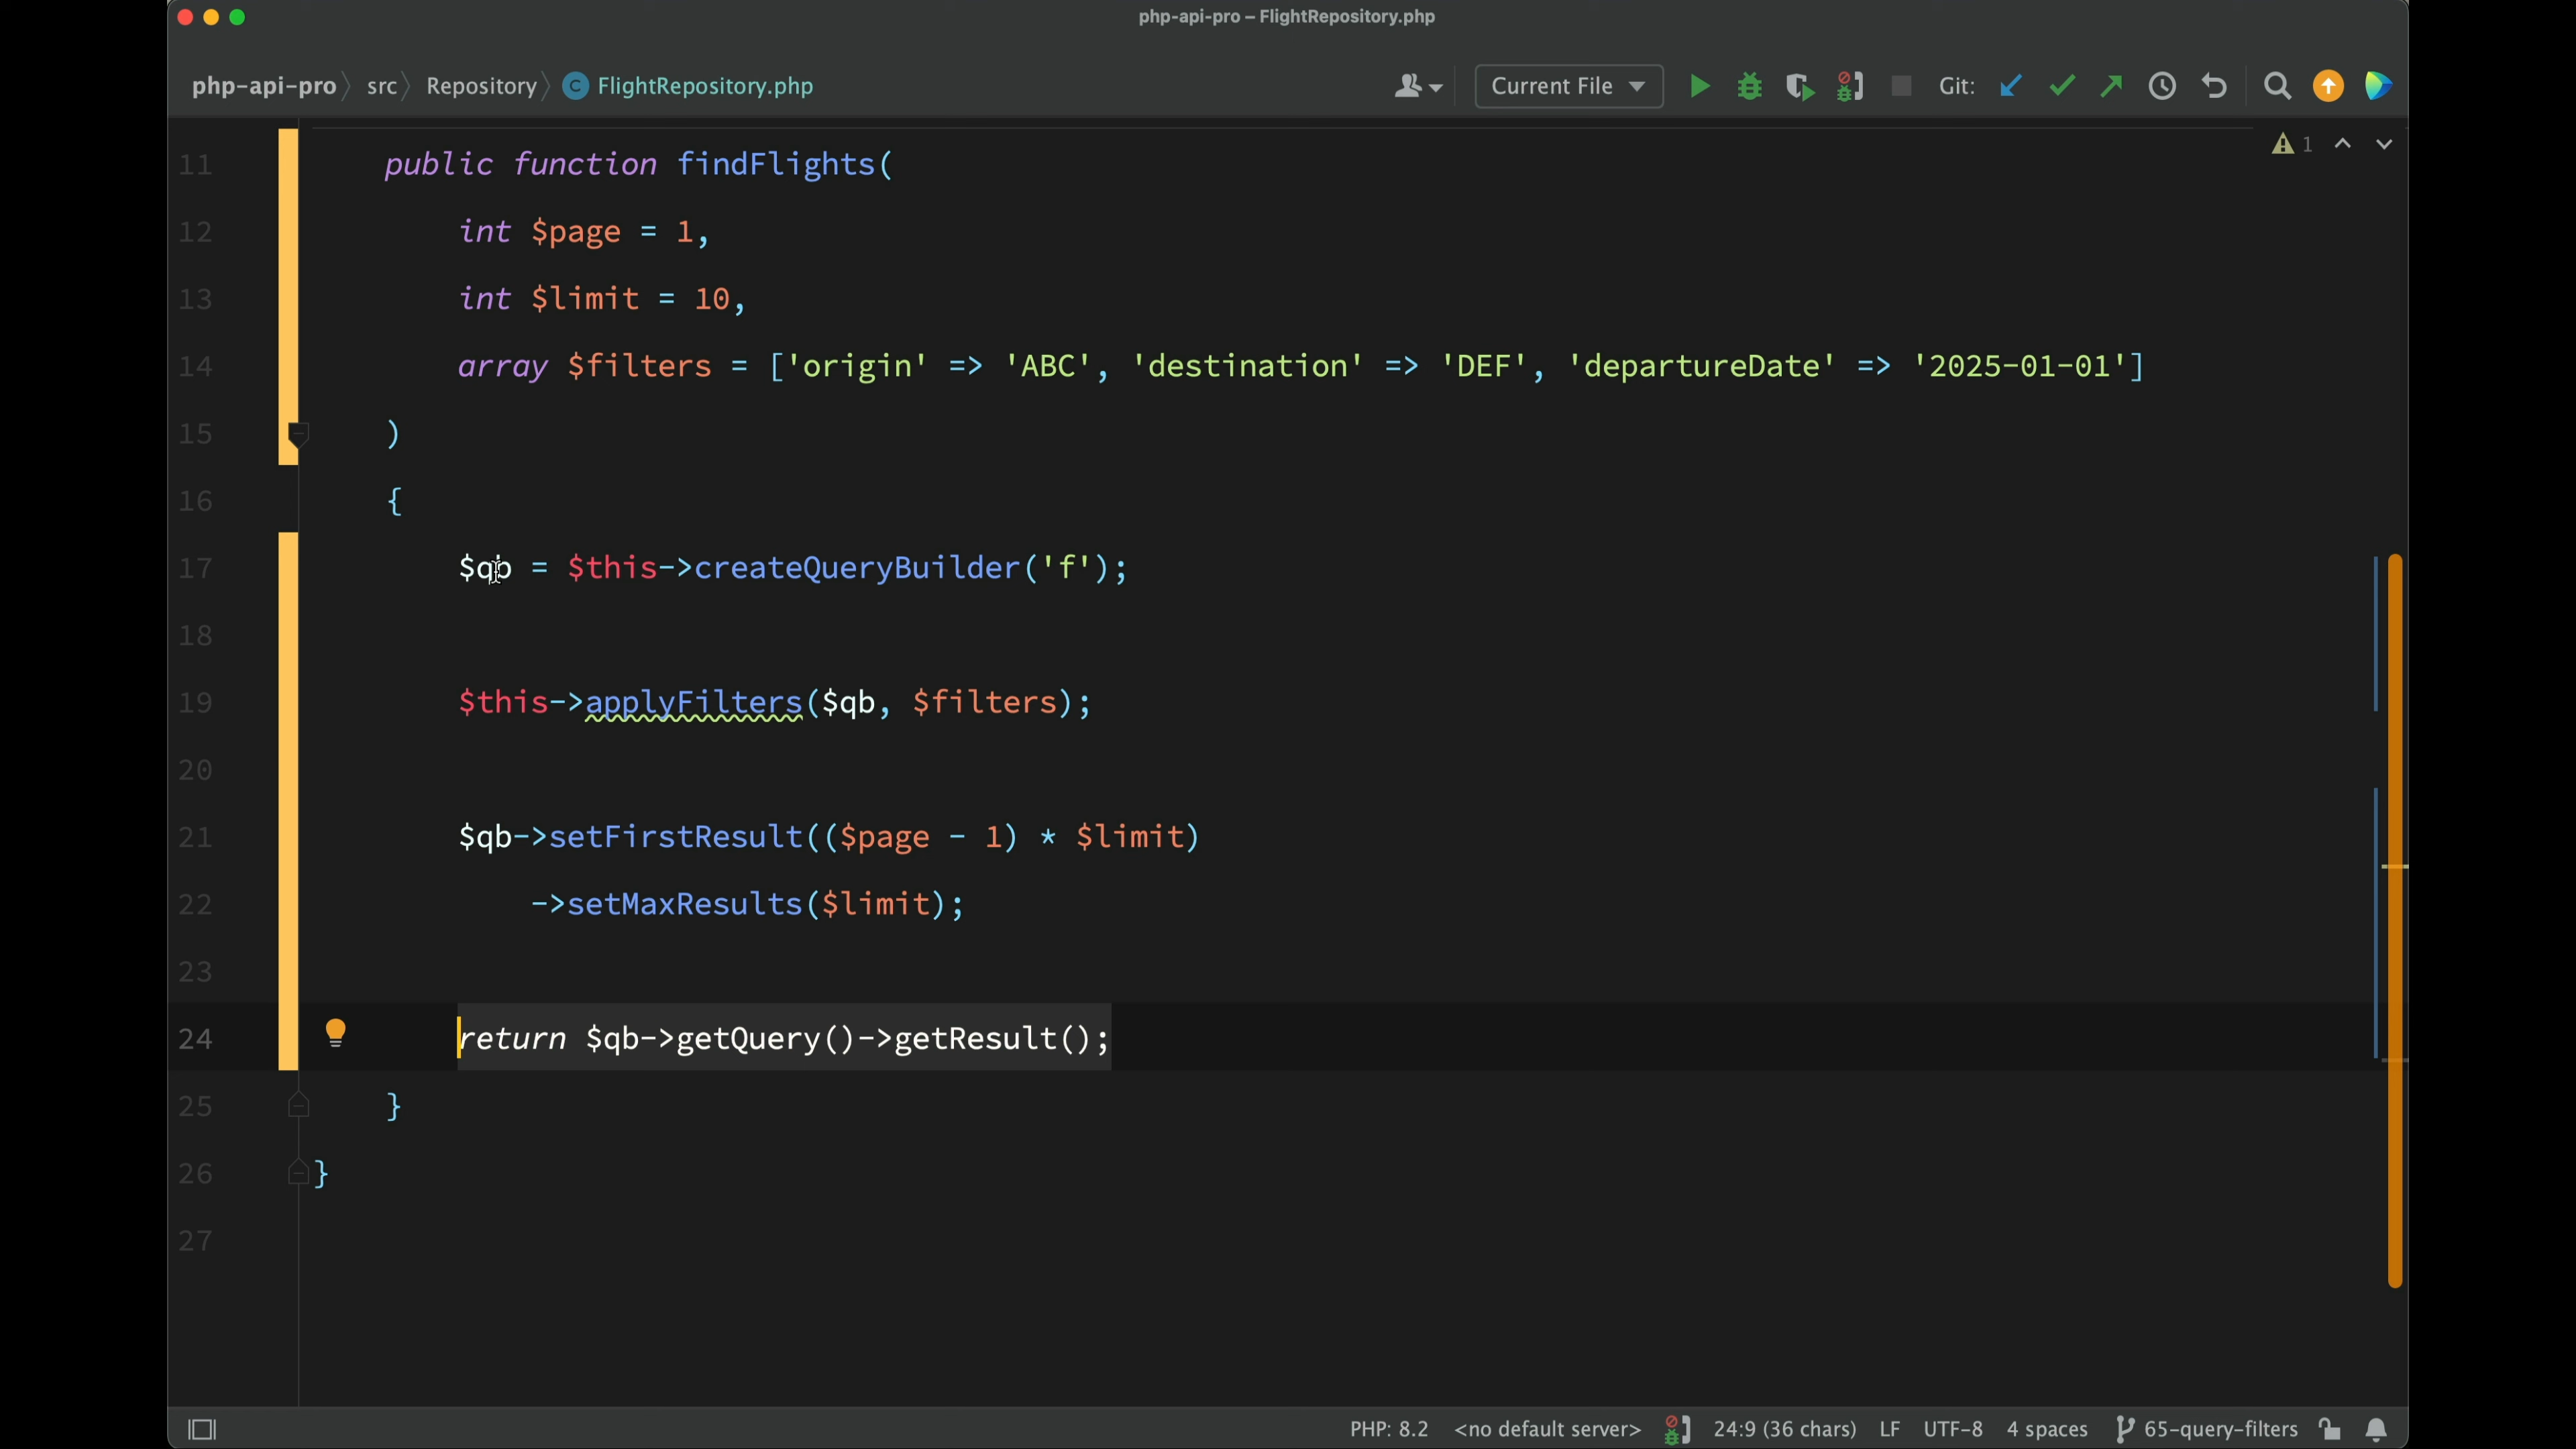 php-api-pro – FlightRepository.php
php-api-pro src Repository C FlightRepository.php Current File Git:
1
11 public function findFlights(
12 int $page = 1,
13 int $limit = 10,
14 array $filters = ['origin' => 'ABC', 'destination' => 'DEF', 'departureDate' => '2025-01-01']
15 )
16 {
17 $qb = $this->createQueryBuilder('f');
18
19 $this->applyFilters($qb, $filters);
20
21 $qb->setFirstResult(($page - 1) * $limit)
22 ->setMaxResults($limit);
23
24 return $qb->getQuery()->getResult();
25 }
26 }
27
PHP: 8.2 <no default server> 24:9 (36 chars) LF UTF-8 4 spaces 65-query-filters